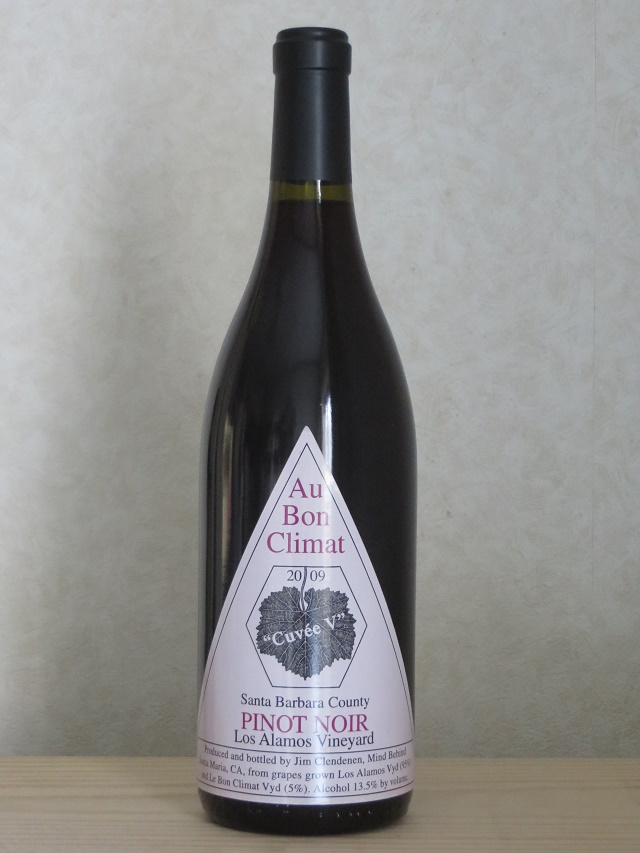 Au
Bon
Climat
2009
"Cuvée V"
Santa Barbara County
PINOT NOIR
Los Alamos Vineyard
Produced and bottled by Jim Clendenen, Mind Behind
Santa Maria, CA, from grapes grown Los Alamos Vyd (95%)
and Le Bon Climat Vyd (5%). Alcohol 13.5% by volume.